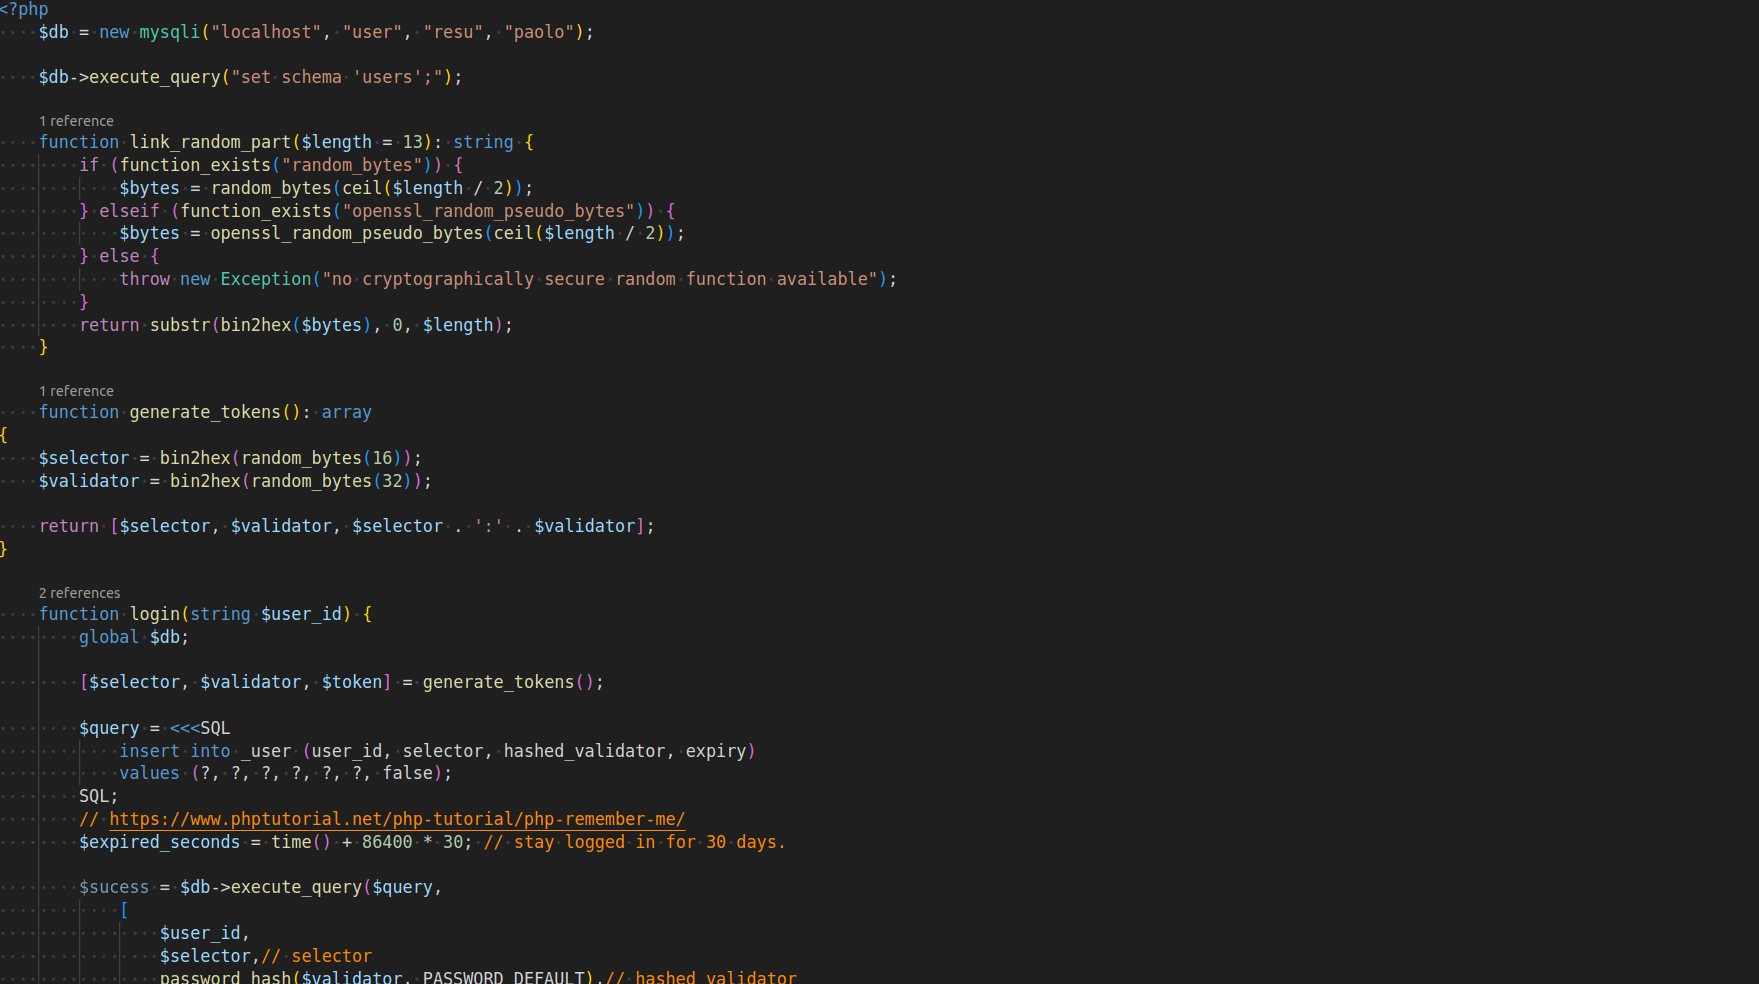 <?php
$db = new mysqli("localhost", "user", "resu", "paolo");
$db->execute_query("set schema 'users';");
1 reference
function link_random_part($length = 13): string {
if (function_exists("random_bytes")) {
$bytes = random_bytes(ceil($length / 2));
} elseif (function_exists("openssl_random_pseudo_bytes")) {
$bytes = openssl_random_pseudo_bytes(ceil($length / 2));
} else {
throw new Exception("no cryptographically secure random function available");
}
return substr(bin2hex($bytes), 0, $length);
}
1 reference
function generate_tokens(): array
{
$selector = bin2hex(random_bytes(16));
$validator = bin2hex(random_bytes(32));
return [$selector, $validator, $selector . ':' . $validator];
}
2 references
function login(string $user_id) {
global $db;
[$selector, $validator, $token] = generate_tokens();
$query = <<<SQL
insert into _user (user_id, selector, hashed_validator, expiry)
values (?, ?, ?, ?, ?, ?, false);
SQL;
// https://www.phptutorial.net/php-tutorial/php-remember-me/
$expired_seconds = time() + 86400 * 30; // stay logged in for 30 days.
$sucess = $db->execute_query($query,
[
$user_id,
$selector,// selector
password_hash($validator, PASSWORD_DEFAULT),// hashed validator